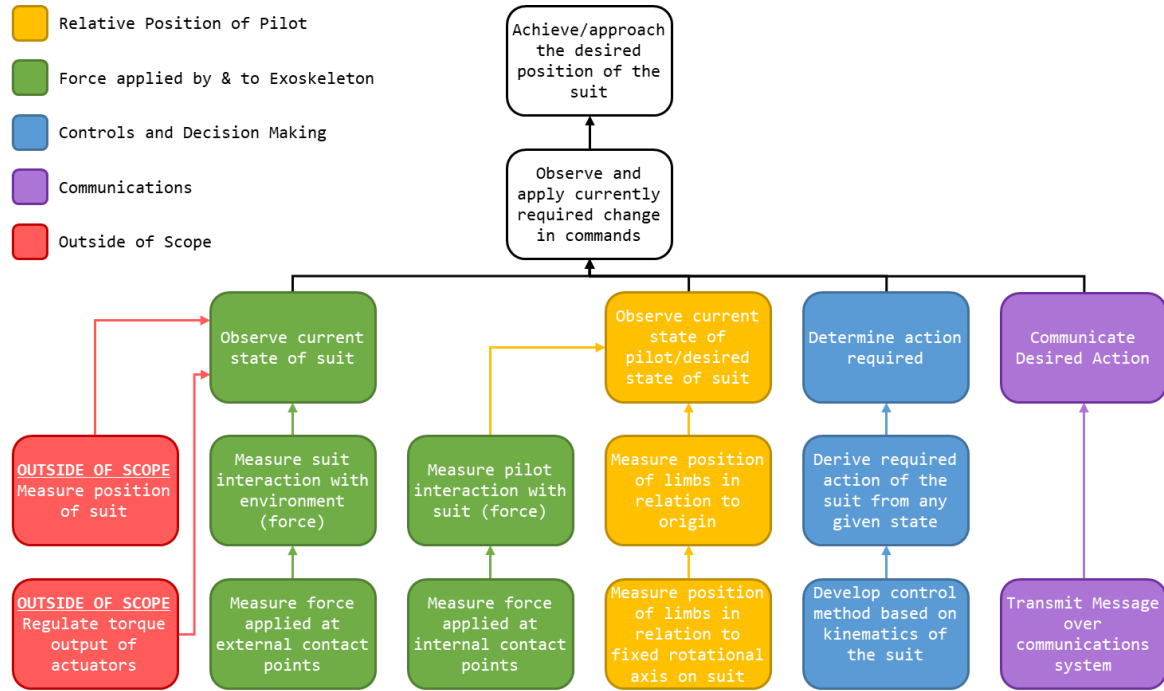 Relative Position of Pilot
Force applied by & to Exoskeleton
Controls and Decision Making
Communications
Outside of Scope
Achieve/approach
the desired
position of the
suit
Observe and
apply currently
required change
in commands
Observe current
state of suit
Observe current
state of
pilot/desired
state of suit
Determine action
required
Communicate
Desired Action
OUTSIDE OF SCOPE
Measure position
of suit
Measure suit
interaction with
environment
(force)
Measure pilot
interaction with
suit (force)
Measure position
of limbs in
relation to
origin
Derive required
action of the
suit from any
given state
OUTSIDE OF SCOPE
Regulate torque
output of
actuators
Measure force
applied at
external contact
points
Measure force
applied at
internal contact
points
Measure position
of limbs in
relation to
fixed rotational
axis on suit
Develop control
method based on
kinematics of
the suit
Transmit Message
over
communications
system